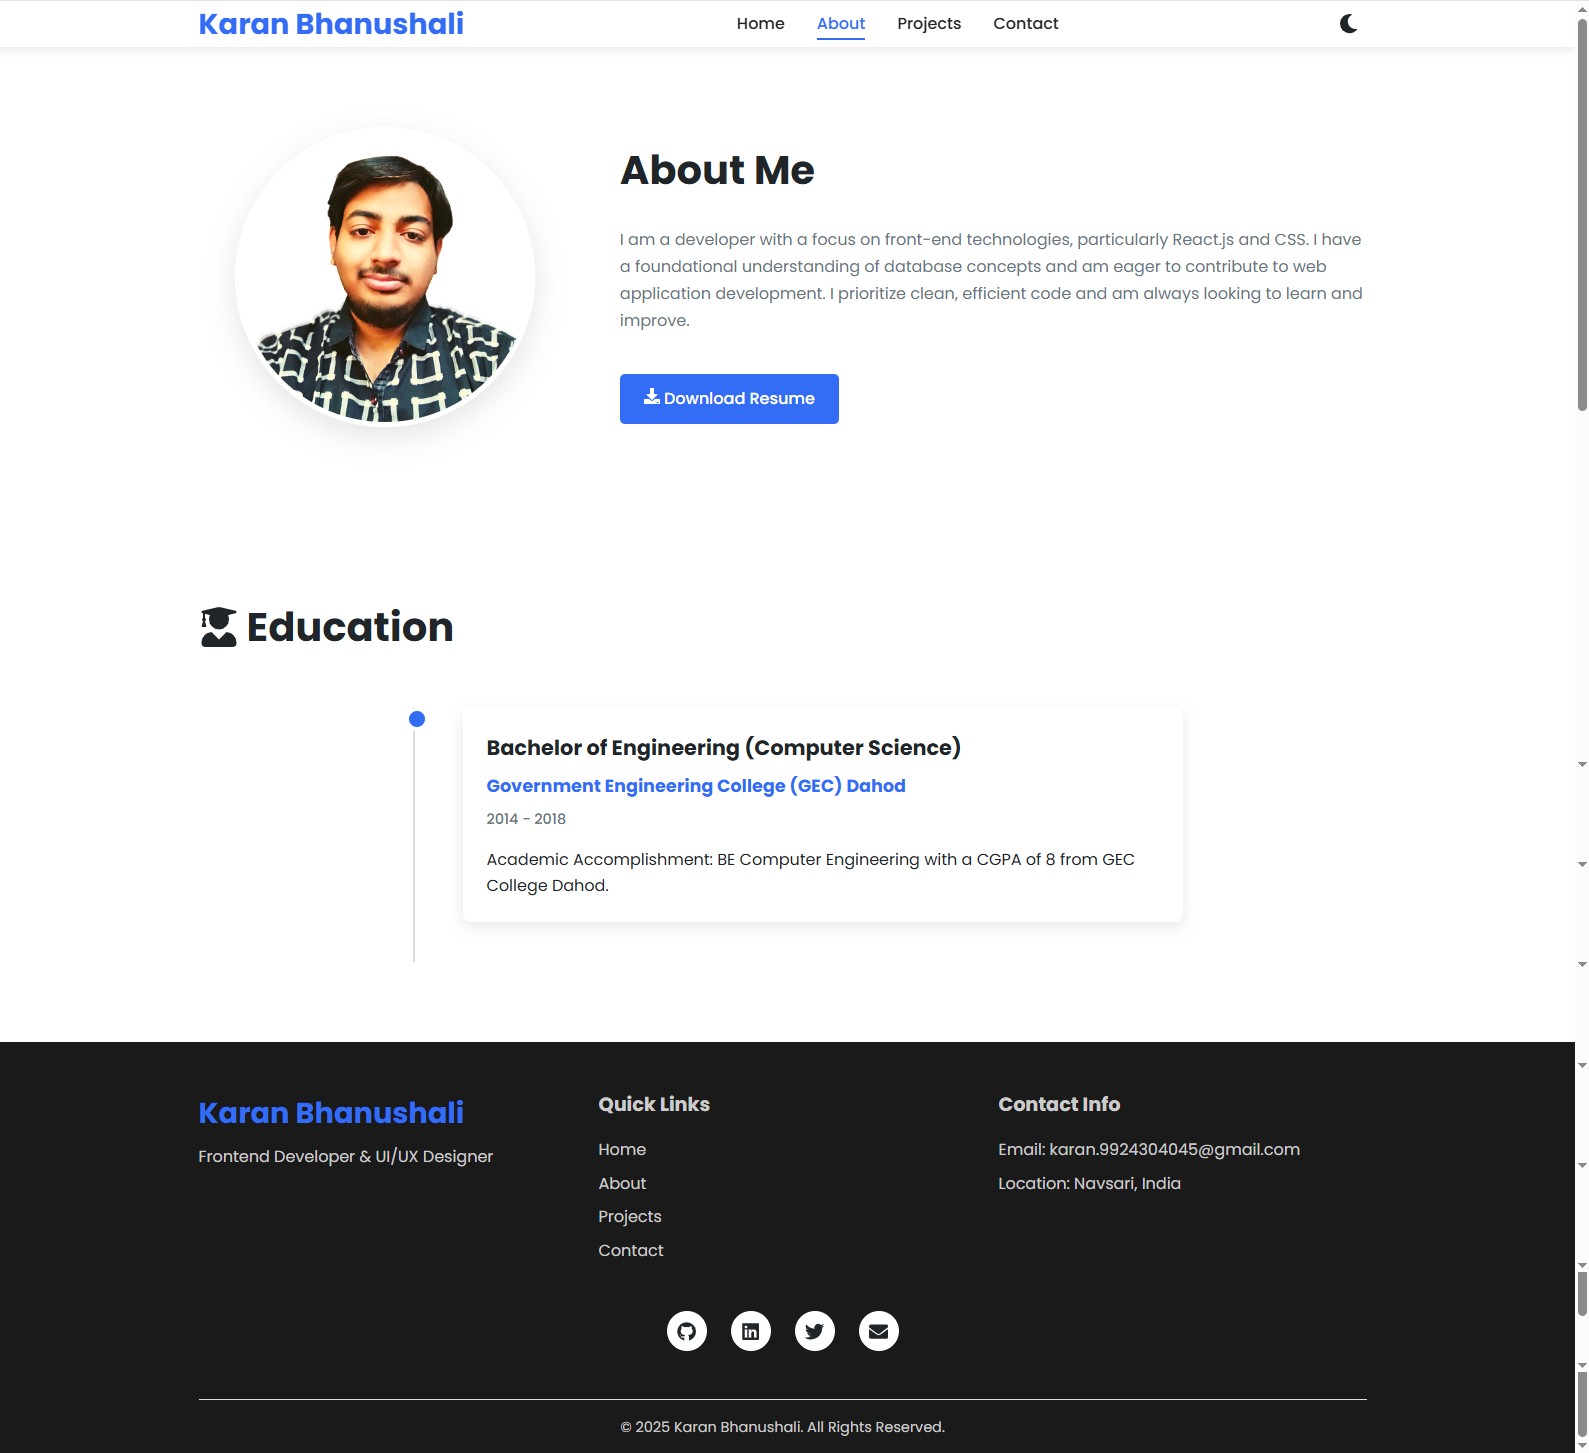 Karan Bhanushali
Home About Projects Contact
About Me
I am a developer with a focus on front-end technologies, particularly React.js and CSS. I have
a foundational understanding of database concepts and am eager to contribute to web
application development. I prioritize clean, efficient code and am always looking to learn and
improve.
Download Resume
Education
Bachelor of Engineering (Computer Science)
Government Engineering College (GEC) Dahod
2014 - 2018
Academic Accomplishment: BE Computer Engineering with a CGPA of 8 from GEC
College Dahod.
Karan Bhanushali
Frontend Developer & UI/UX Designer
Quick Links
Home
About
Projects
Contact
Contact Info
Email: karan.9924304045@gmail.com
Location: Navsari, India
© 2025 Karan Bhanushali. All Rights Reserved.